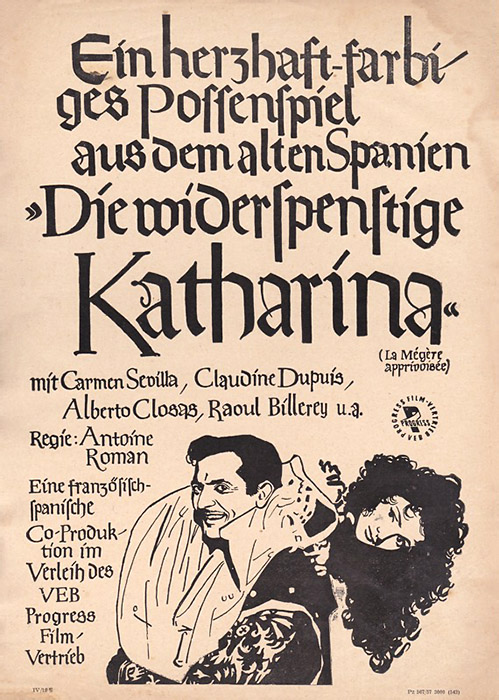 Ein herzhaft-farbi-
ges Possenspiel
aus dem alten Spanien
»Die widerspenstige
Katharina«
(La Mégère
apprivoisée)
mit Carmen Sevilla, Claudine Dupuis,
Alberto Closas, Raoul Billerey u.a.
PROGRESS FILM-VERTRIEB VEB
PROGRESS
Regie: Antoine
Roman
Eine französisch-
spanische
Co-Produk-
tion im
Verleih des
VEB
Progress
Film-
Vertrieb